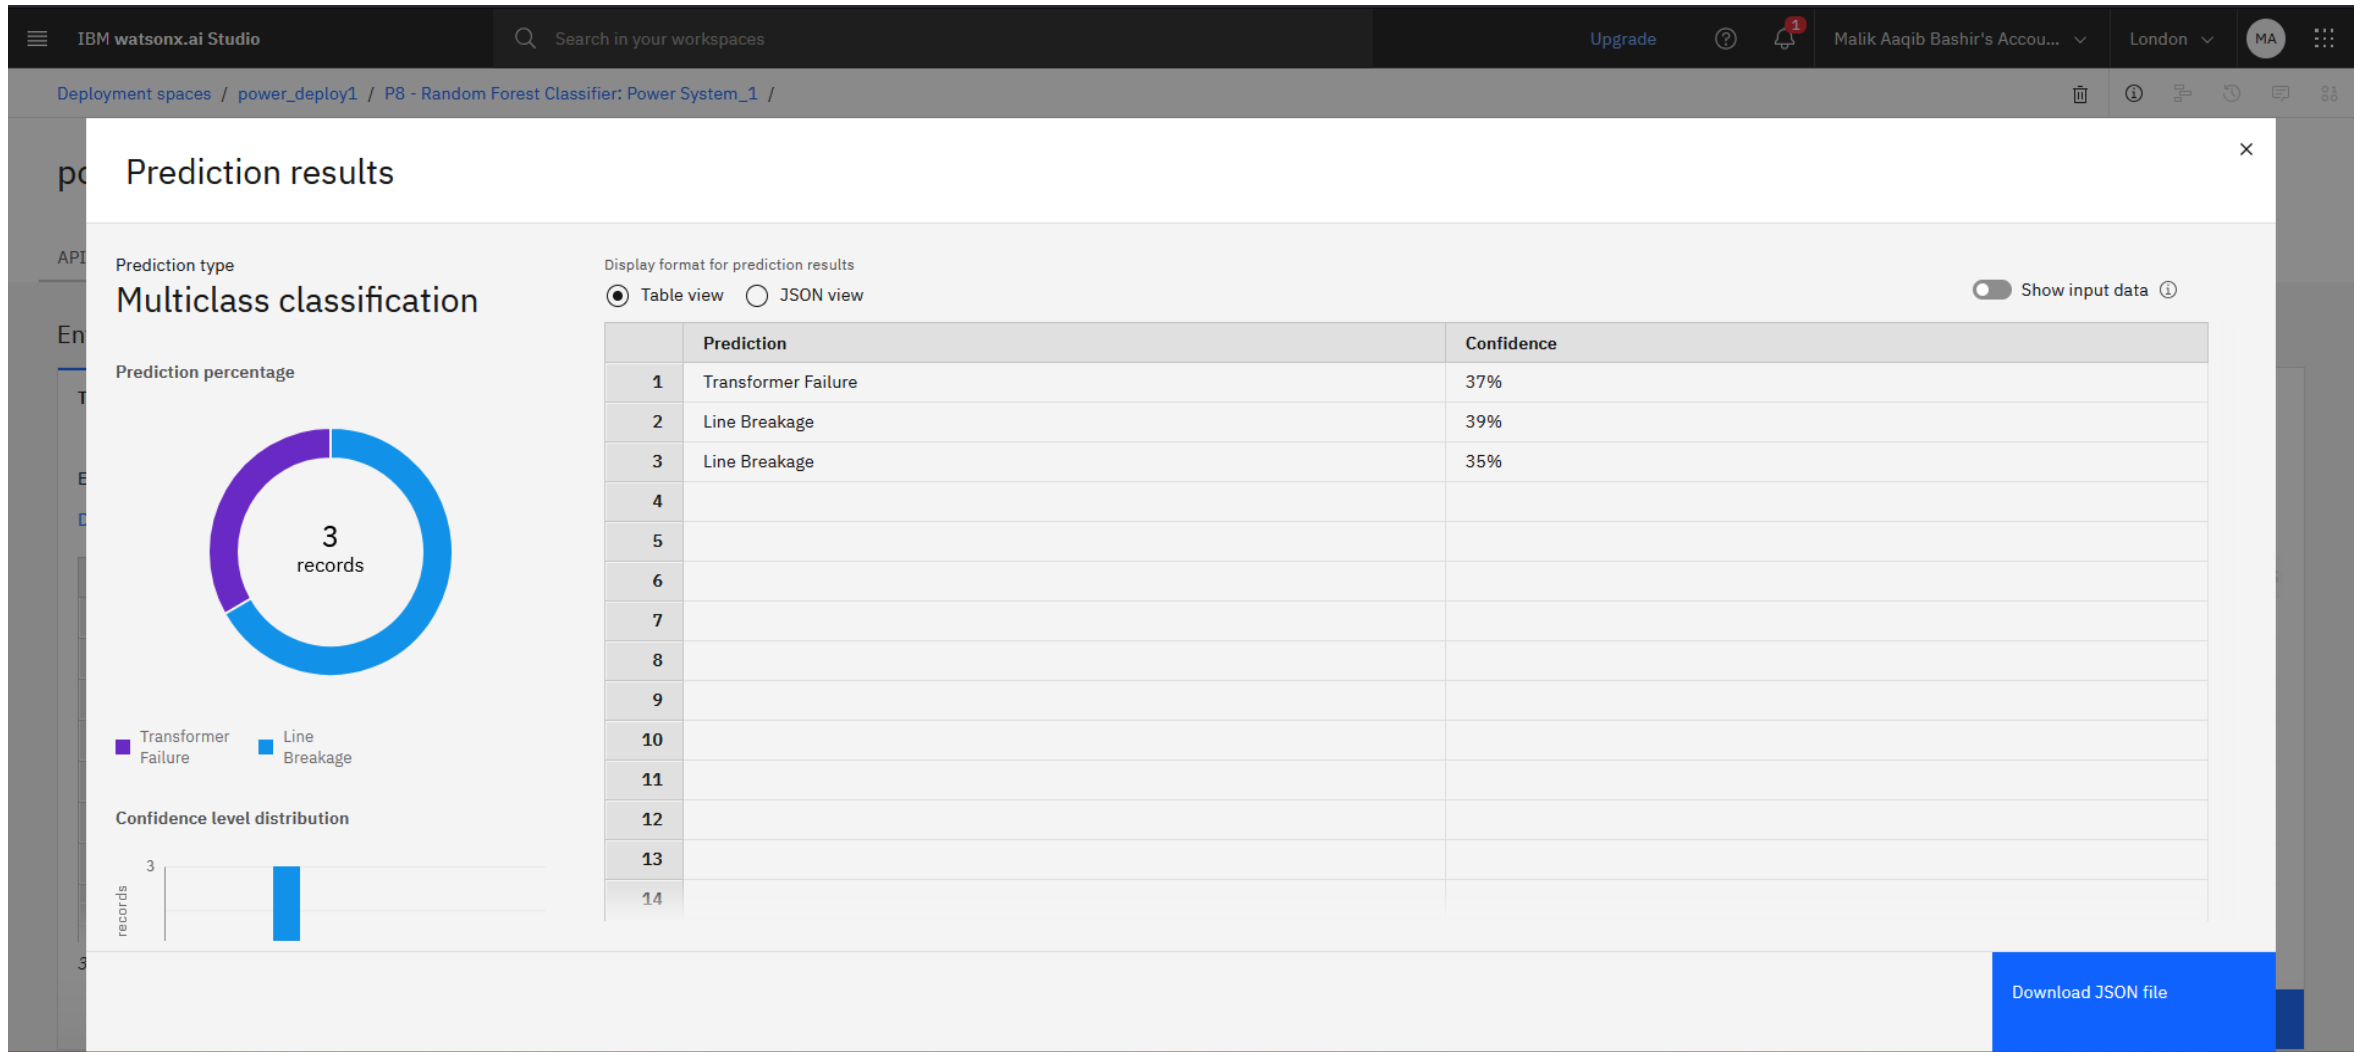 IBM watsonx.ai Studio
Search in your workspaces
Upgrade
1
Malik Aaqib Bashir's Accou...
London
MA
Deployment spaces / power_deploy1 / P8 - Random Forest Classifier: Power System_1 /
Prediction results
API
Prediction type
Multiclass classification
Display format for prediction results
Table view
JSON view
Show input data
Prediction percentage
3
records
Transformer
Failure
Line
Breakage
Confidence level distribution
3
records
Prediction Confidence
1 Transformer Failure 37%
2 Line Breakage 39%
3 Line Breakage 35%
4
5
6
7
8
9
10
11
12
13
14
Download JSON file